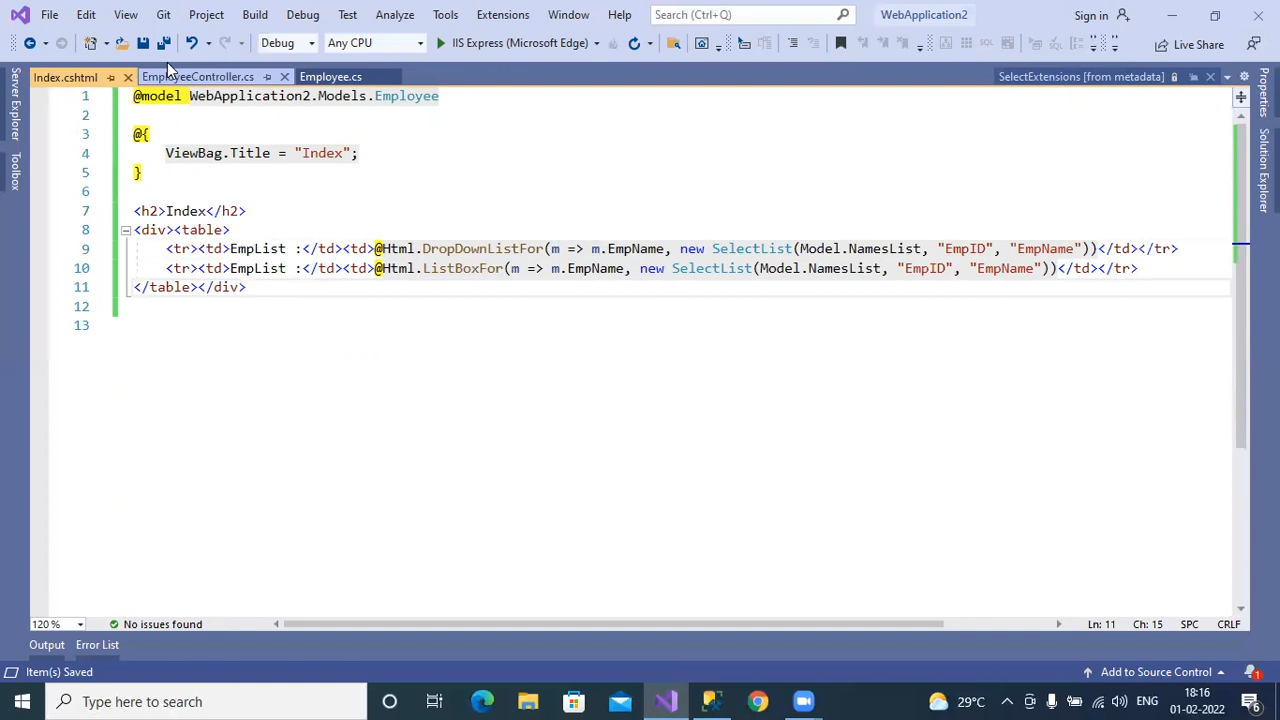 File Edit View Git Project Build Debug Test Analyze Tools Extensions Window Help Search (Ctrl+Q) WebApplication2 Sign in
Debug Any CPU IIS Express (Microsoft Edge) Live Share
Index.cshtml EmployeeController.cs Employee.cs SelectExtensions [from metadata]
Server Explorer
Toolbox
Properties
Solution Explorer
1 @model WebApplication2.Models.Employee
2
3 @{
4 ViewBag.Title = "Index";
5 }
6
7 <h2>Index</h2>
8 <div><table>
9 <tr><td>EmpList :</td><td>@Html.DropDownListFor(m => m.EmpName, new SelectList(Model.NamesList, "EmpID", "EmpName"))</td></tr>
10 <tr><td>EmpList :</td><td>@Html.ListBoxFor(m => m.EmpName, new SelectList(Model.NamesList, "EmpID", "EmpName"))</td></tr>
11 </table></div>
12
13
120 % No issues found Ln: 11 Ch: 15 SPC CRLF
Output Error List
Item(s) Saved Add to Source Control 1
Type here to search 29°C ENG 18:16
01-02-2022 6